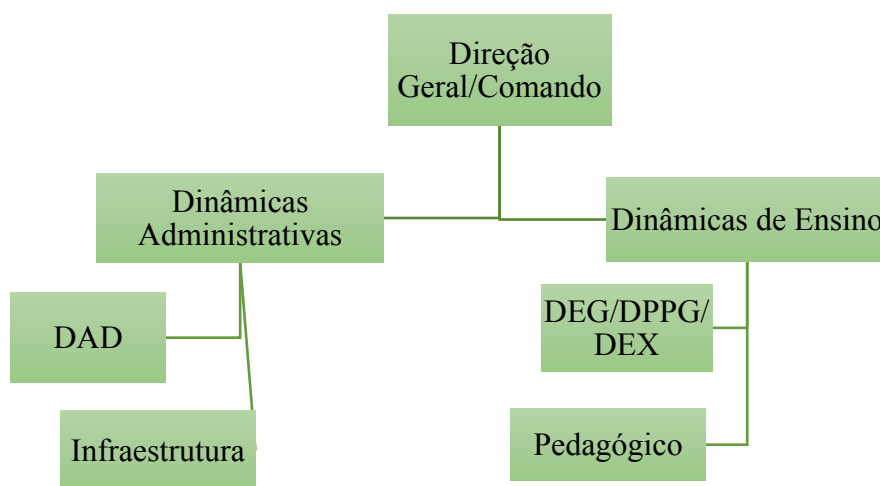 Direção
Geral/Comando
Dinâmicas
Administrativas
Dinâmicas de Ensino
DAD
DEG/DPPG/
DEX
Infraestrutura
Pedagógico